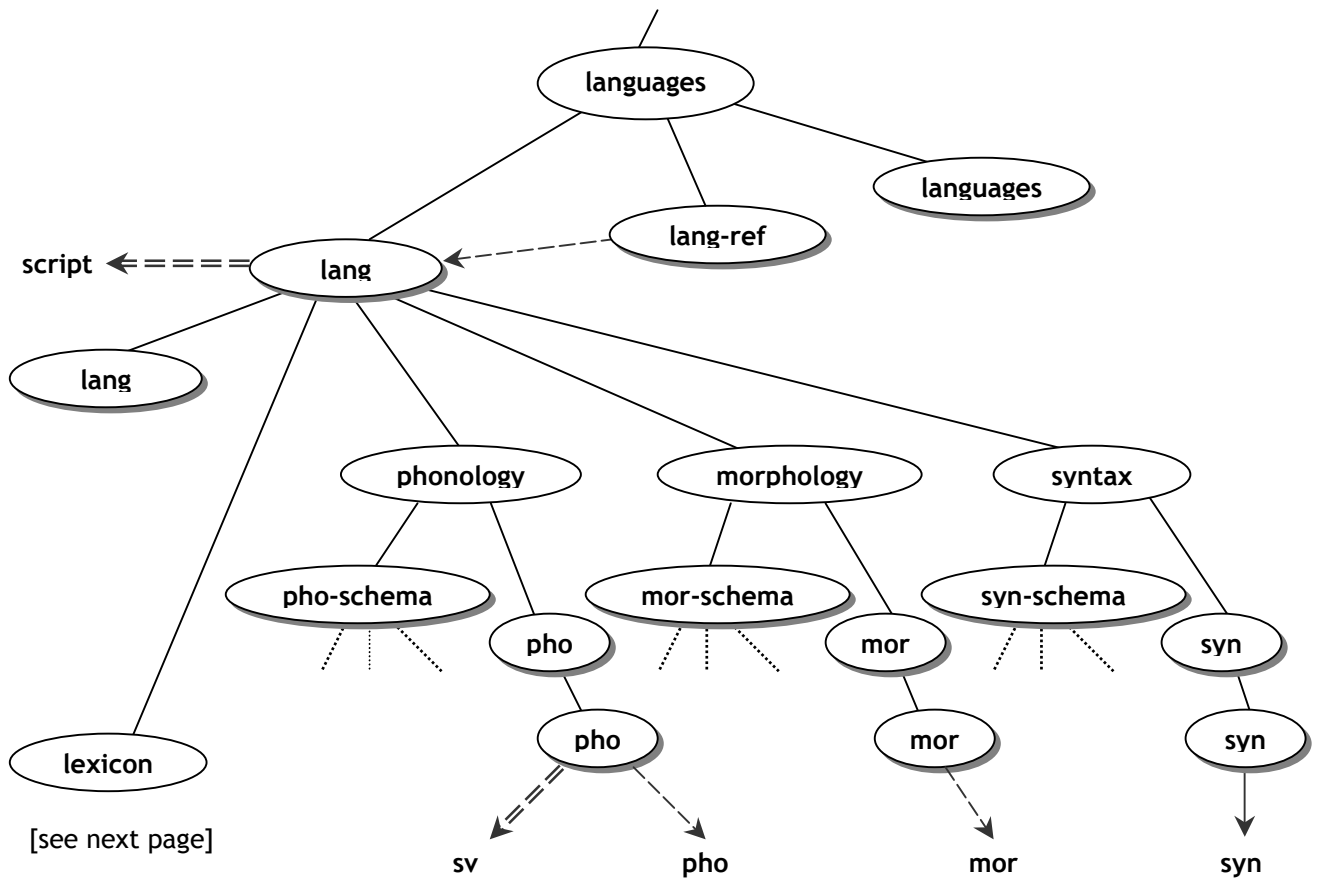 languages
languages
lang-ref
script
lang
lang
phonology
morphology
syntax
pho-schema
mor-schema
syn-schema
pho
mor
syn
pho
mor
syn
lexicon
[see next page]
sv
pho
mor
syn